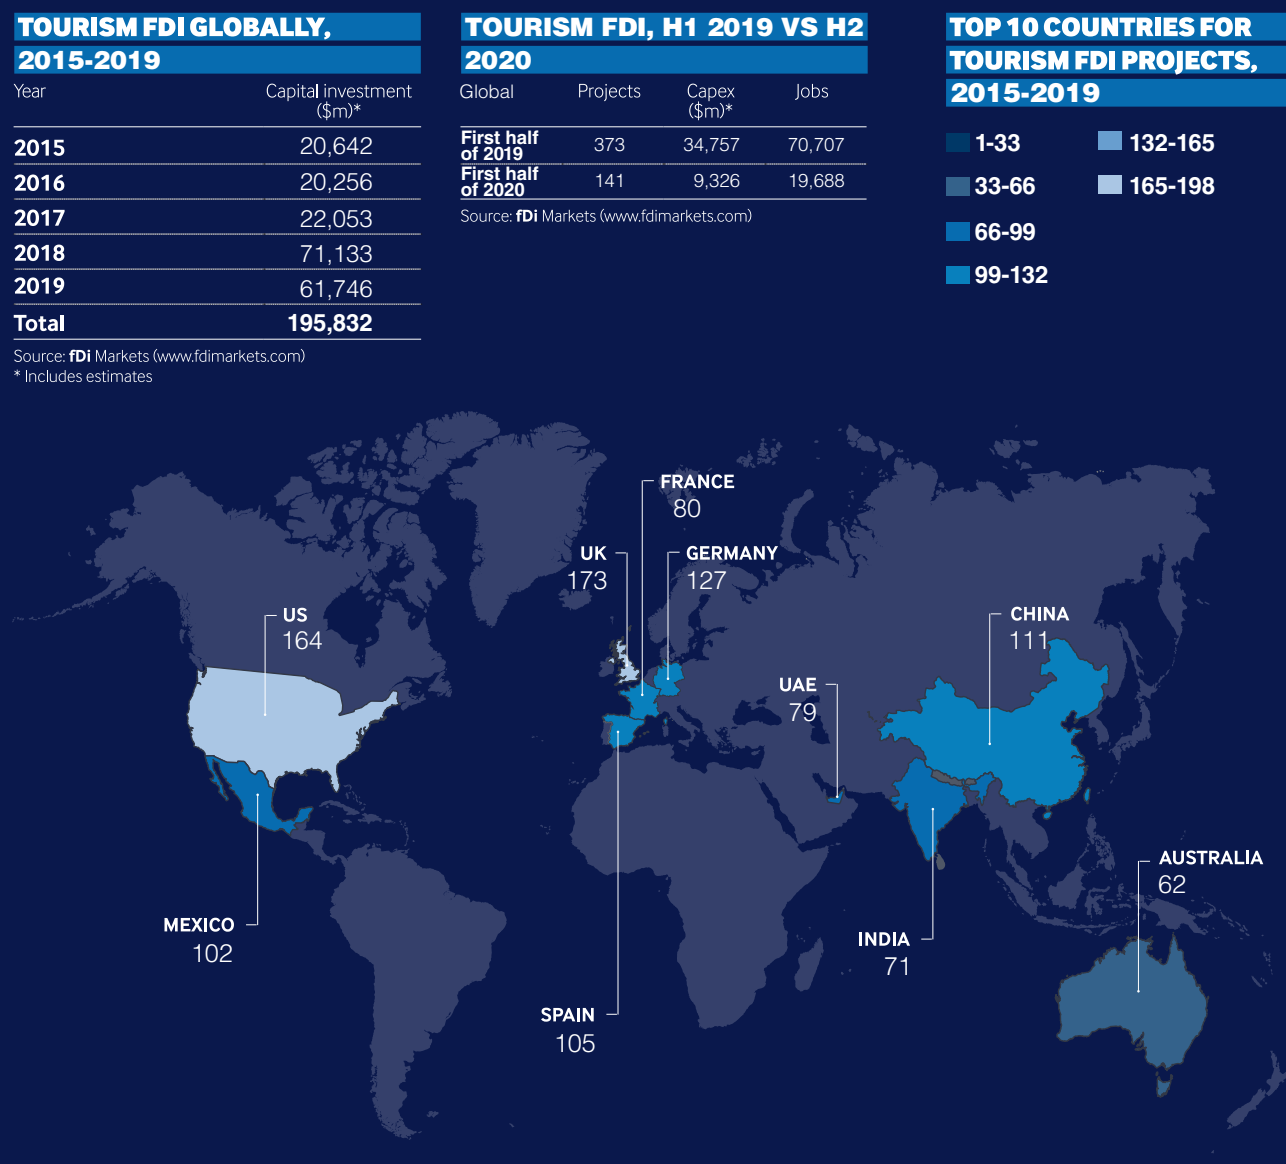 TOURISM FDI GLOBALLY,
2015-2019
Year Capital investment
($m)*
2015 20,642
2016 20,256
2017 22,053
2018 71,133
2019 61,746
Total 195,832
Source: fDi Markets (www.fdimarkets.com)
* Includes estimates
TOURISM FDI, H1 2019 VS H2
2020
Global Projects Capex Jobs
($m)*
First half
of 2019 373 34,757 70,707
First half
of 2020 141 9,326 19,688
Source: fDi Markets (www.fdimarkets.com)
TOP 10 COUNTRIES FOR
TOURISM FDI PROJECTS,
2015-2019
1-33 132-165
33-66 165-198
66-99
99-132
FRANCE
80
UK
173
GERMANY
127
US
164
CHINA
111
UAE
79
AUSTRALIA
62
MEXICO
102
INDIA
71
SPAIN
105